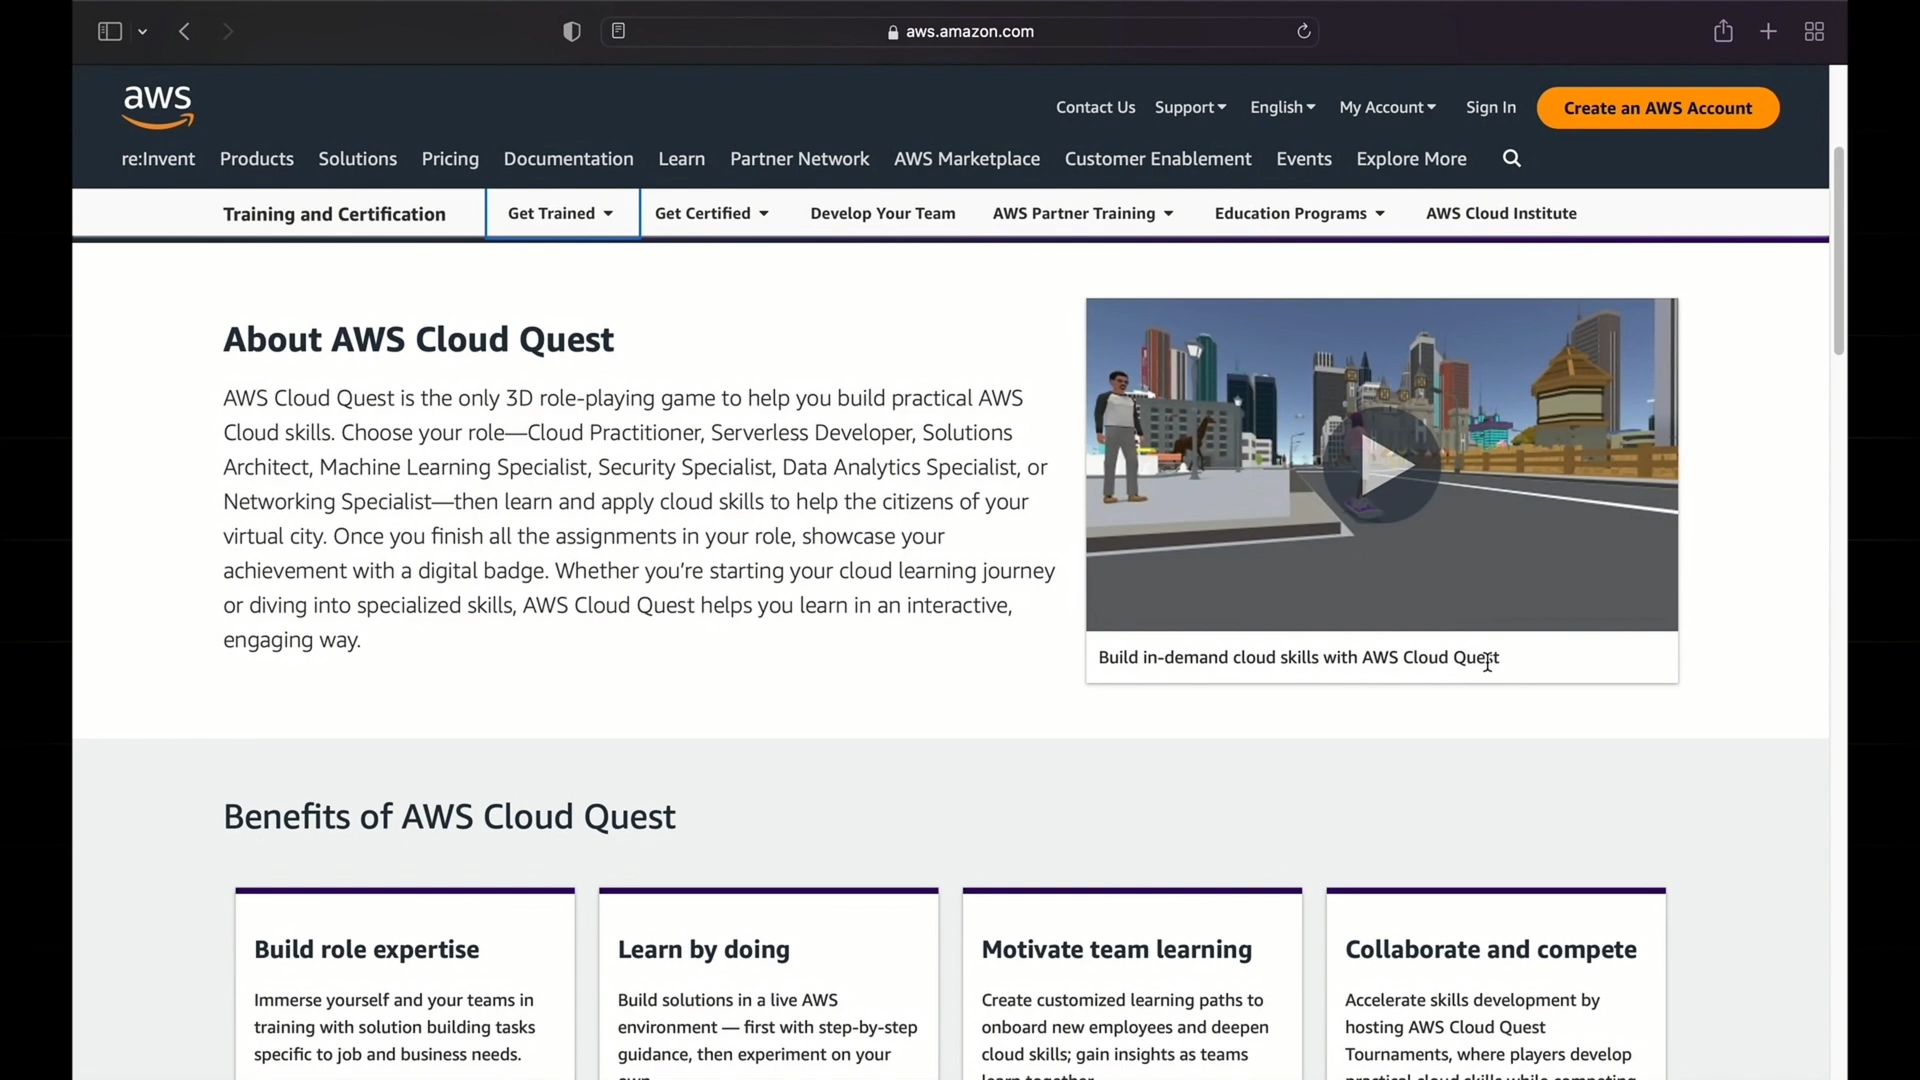 aws.amazon.com
aws
Contact Us Support English My Account Sign In Create an AWS Account
re:Invent Products Solutions Pricing Documentation Learn Partner Network AWS Marketplace Customer Enablement Events Explore More
Training and Certification Get Trained Get Certified Develop Your Team AWS Partner Training Education Programs AWS Cloud Institute
About AWS Cloud Quest
AWS Cloud Quest is the only 3D role-playing game to help you build practical AWS
Cloud skills. Choose your role—Cloud Practitioner, Serverless Developer, Solutions
Architect, Machine Learning Specialist, Security Specialist, Data Analytics Specialist, or
Networking Specialist—then learn and apply cloud skills to help the citizens of your
virtual city. Once you finish all the assignments in your role, showcase your
achievement with a digital badge. Whether you’re starting your cloud learning journey
or diving into specialized skills, AWS Cloud Quest helps you learn in an interactive,
engaging way.
Build in-demand cloud skills with AWS Cloud Quest
Benefits of AWS Cloud Quest
Build role expertise
Immerse yourself and your teams in
training with solution building tasks
specific to job and business needs.
Learn by doing
Build solutions in a live AWS
environment — first with step-by-step
guidance, then experiment on your
own.
Motivate team learning
Create customized learning paths to
onboard new employees and deepen
cloud skills; gain insights as teams
learn together.
Collaborate and compete
Accelerate skills development by
hosting AWS Cloud Quest
Tournaments, where players develop
practical cloud skills while competing